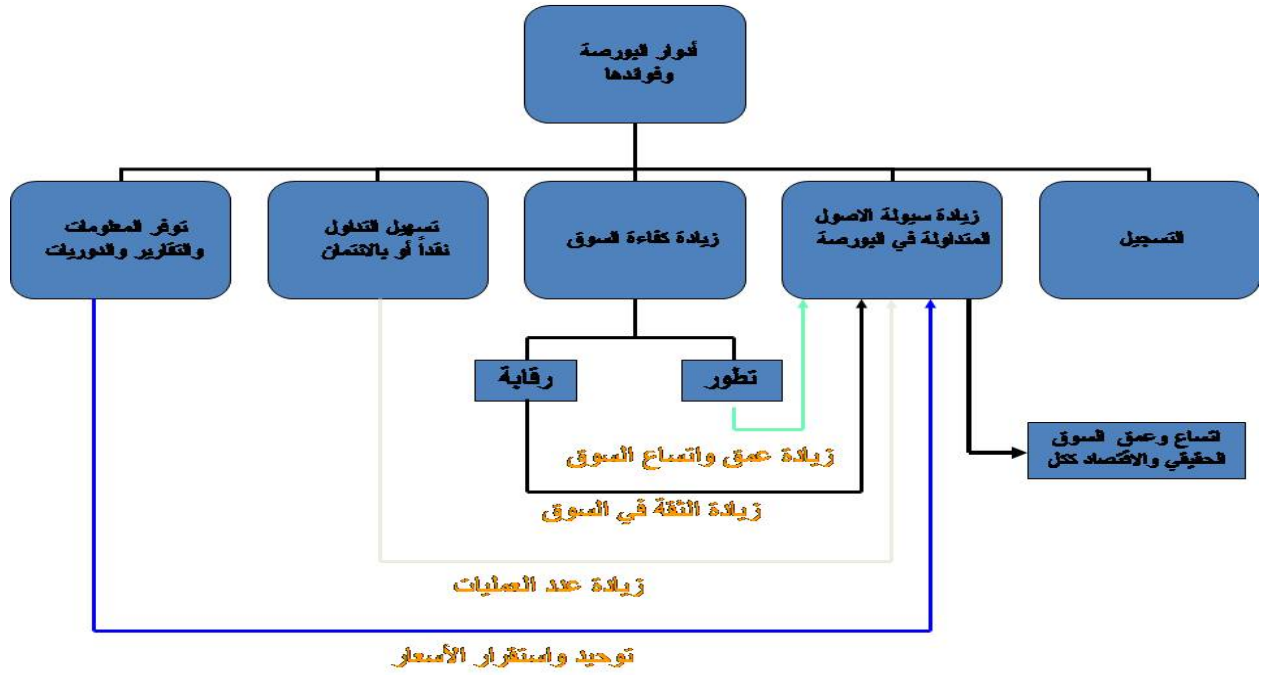 أدوار البورصة
وفوائدها
التسجيل
زيادة سيولة الاصول
المتداولة في البورصة
زيادة كفاءة السوق
تسهيل التداول
نقداً أو بالائتمان
توفر المعلومات
والتقارير والدوريات
تطور
رقابة
اتساع وعمق السوق
الحقيقي والاقتصاد ككل
زيادة عمق واتساع السوق
زيادة الثقة في السوق
زيادة عدد العمليات
توحيد واستقرار الأسعار